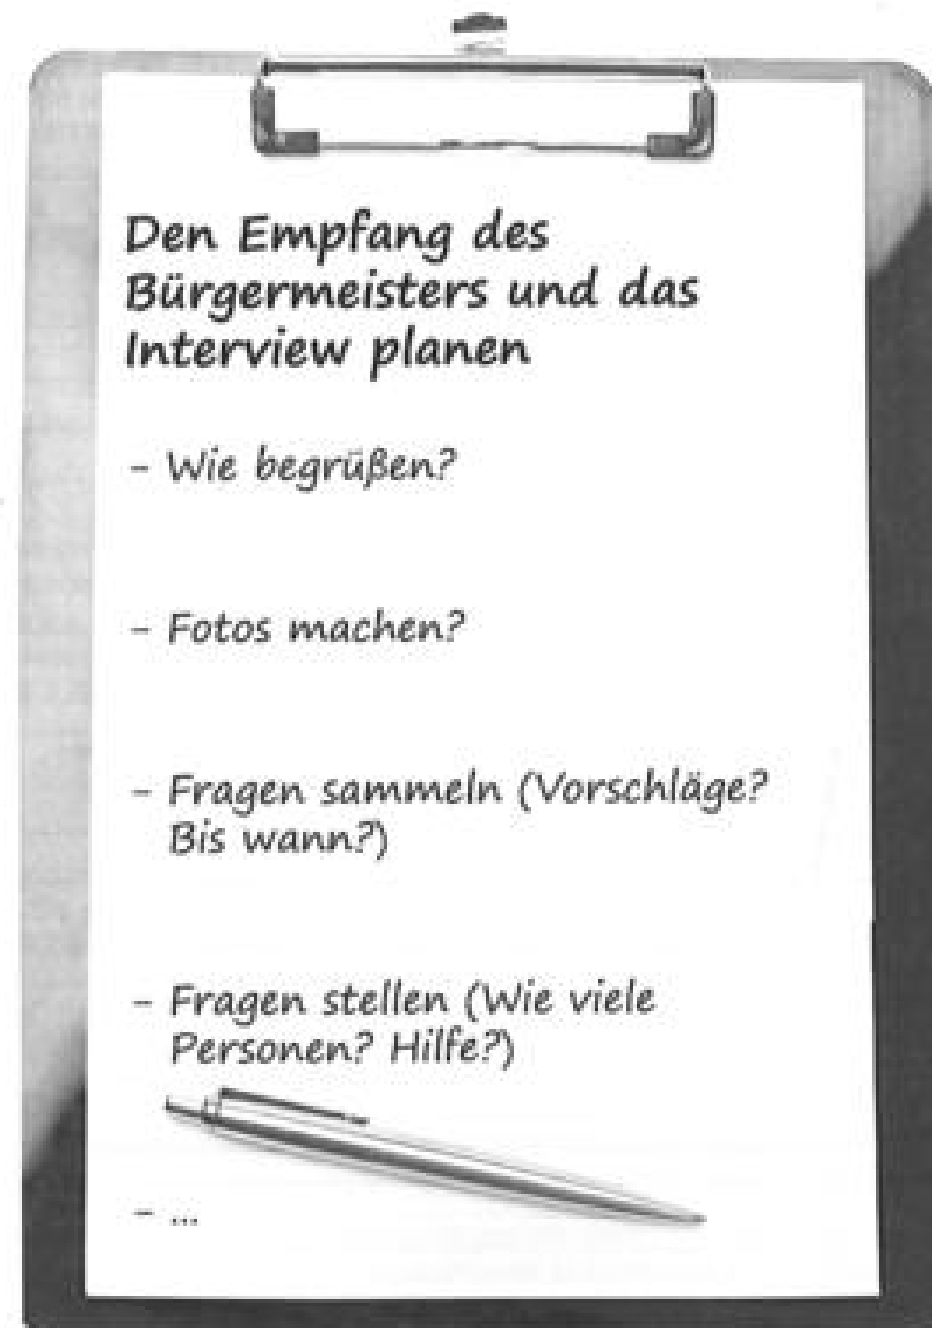 Den Empfang des
Bürgermeisters und das
Interview planen
- Wie begrüßen?
- Fotos machen?
- Fragen sammeln (Vorschläge?
Bis wann?)
- Fragen stellen (Wie viele
Personen? Hilfe?)
- ...